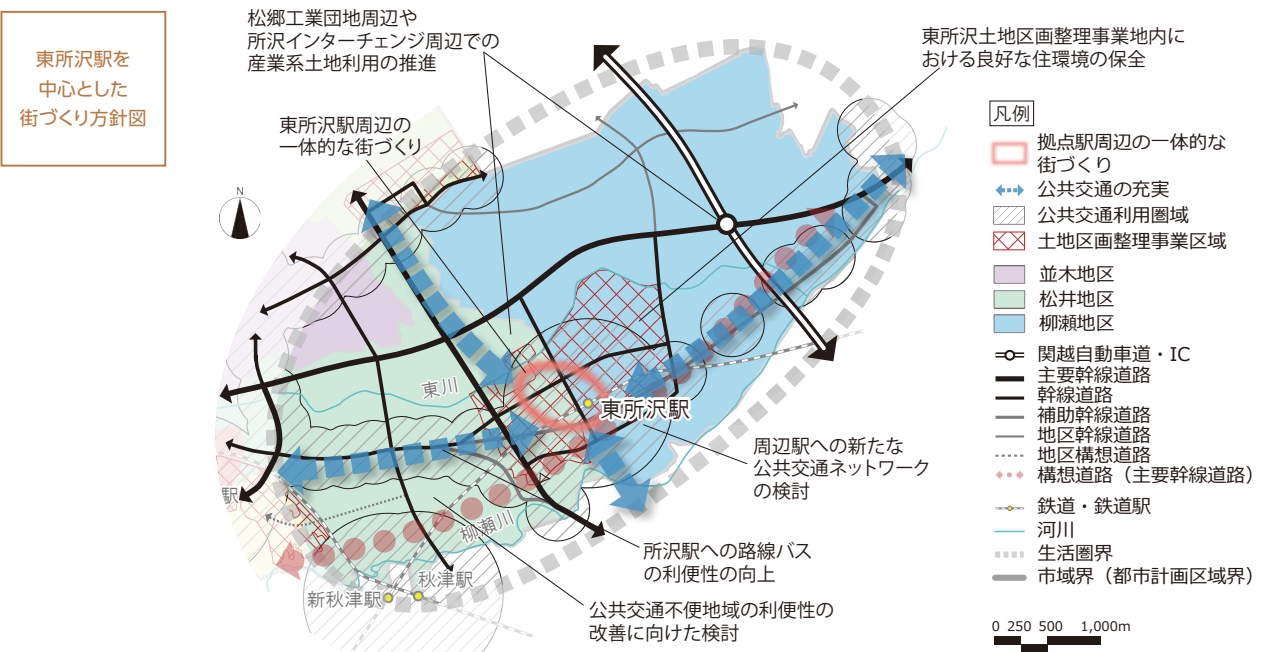 東所沢駅を
中心とした
街づくり方針図
松郷工業団地周辺や
所沢インターチェンジ周辺での
産業系土地利用の推進
東所沢駅周辺の
一体的な街づくり
東所沢土地区画整理事業地内に
おける良好な住環境の保全
N
東川
東所沢駅
周辺駅への新たな
公共交通ネットワーク
の検討
駅
柳瀬川
所沢駅への路線バス
の利便性の向上
秋津駅
新秋津駅
公共交通不便地域の利便性の
改善に向けた検討
凡例
拠点駅周辺の一体的な
街づくり
公共交通の充実
公共交通利用圏域
土地区画整理事業区域
並木地区
松井地区
柳瀬地区
関越自動車道・IC
主要幹線道路
幹線道路
補助幹線道路
地区幹線道路
地区構想道路
構想道路（主要幹線道路）
鉄道・鉄道駅
河川
生活圏界
市域界（都市計画区域界）
0 250 500 1,000m